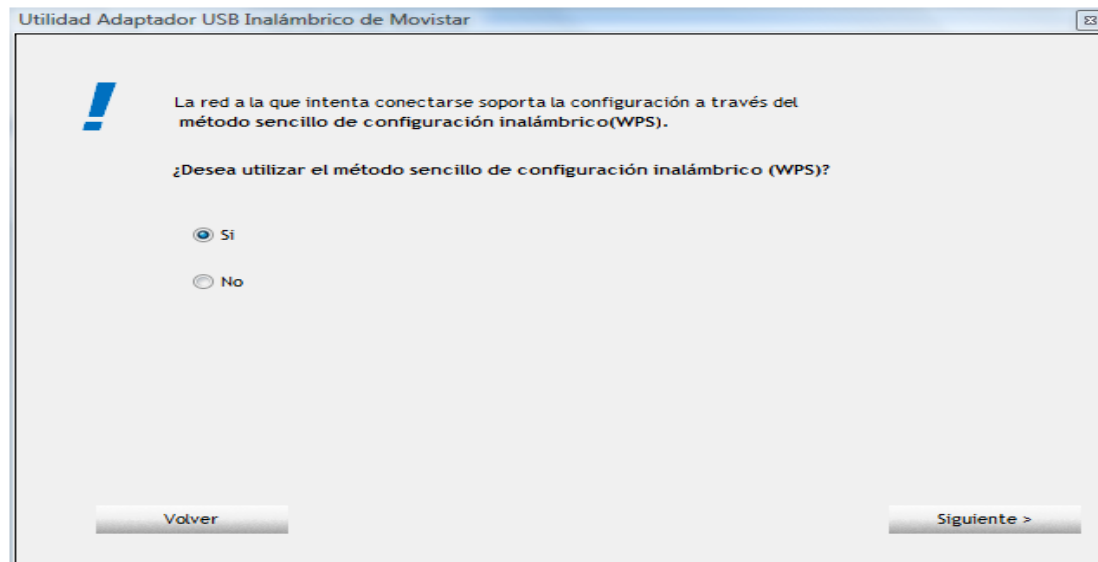 Utilidad Adaptador USB Inalámbrico de Movistar
La red a la que intenta conectarse soporta la configuración a través del
método sencillo de configuración inalámbrico(WPS).
¿Desea utilizar el método sencillo de configuración inalámbrico (WPS)?
Si
No
Volver
Siguiente >